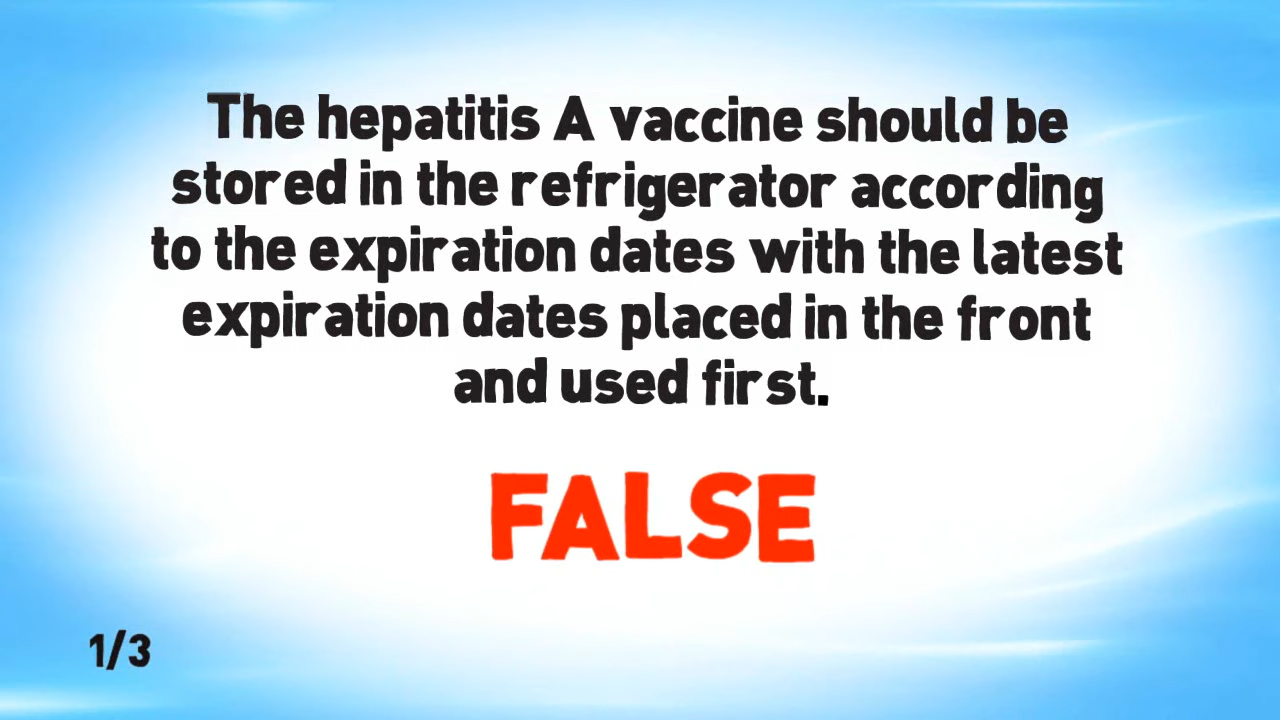 The hepatitis A vaccine should be
stored in the refrigerator according
to the expiration dates with the latest
expiration dates placed in the front
and used first.
FALSE
1/3